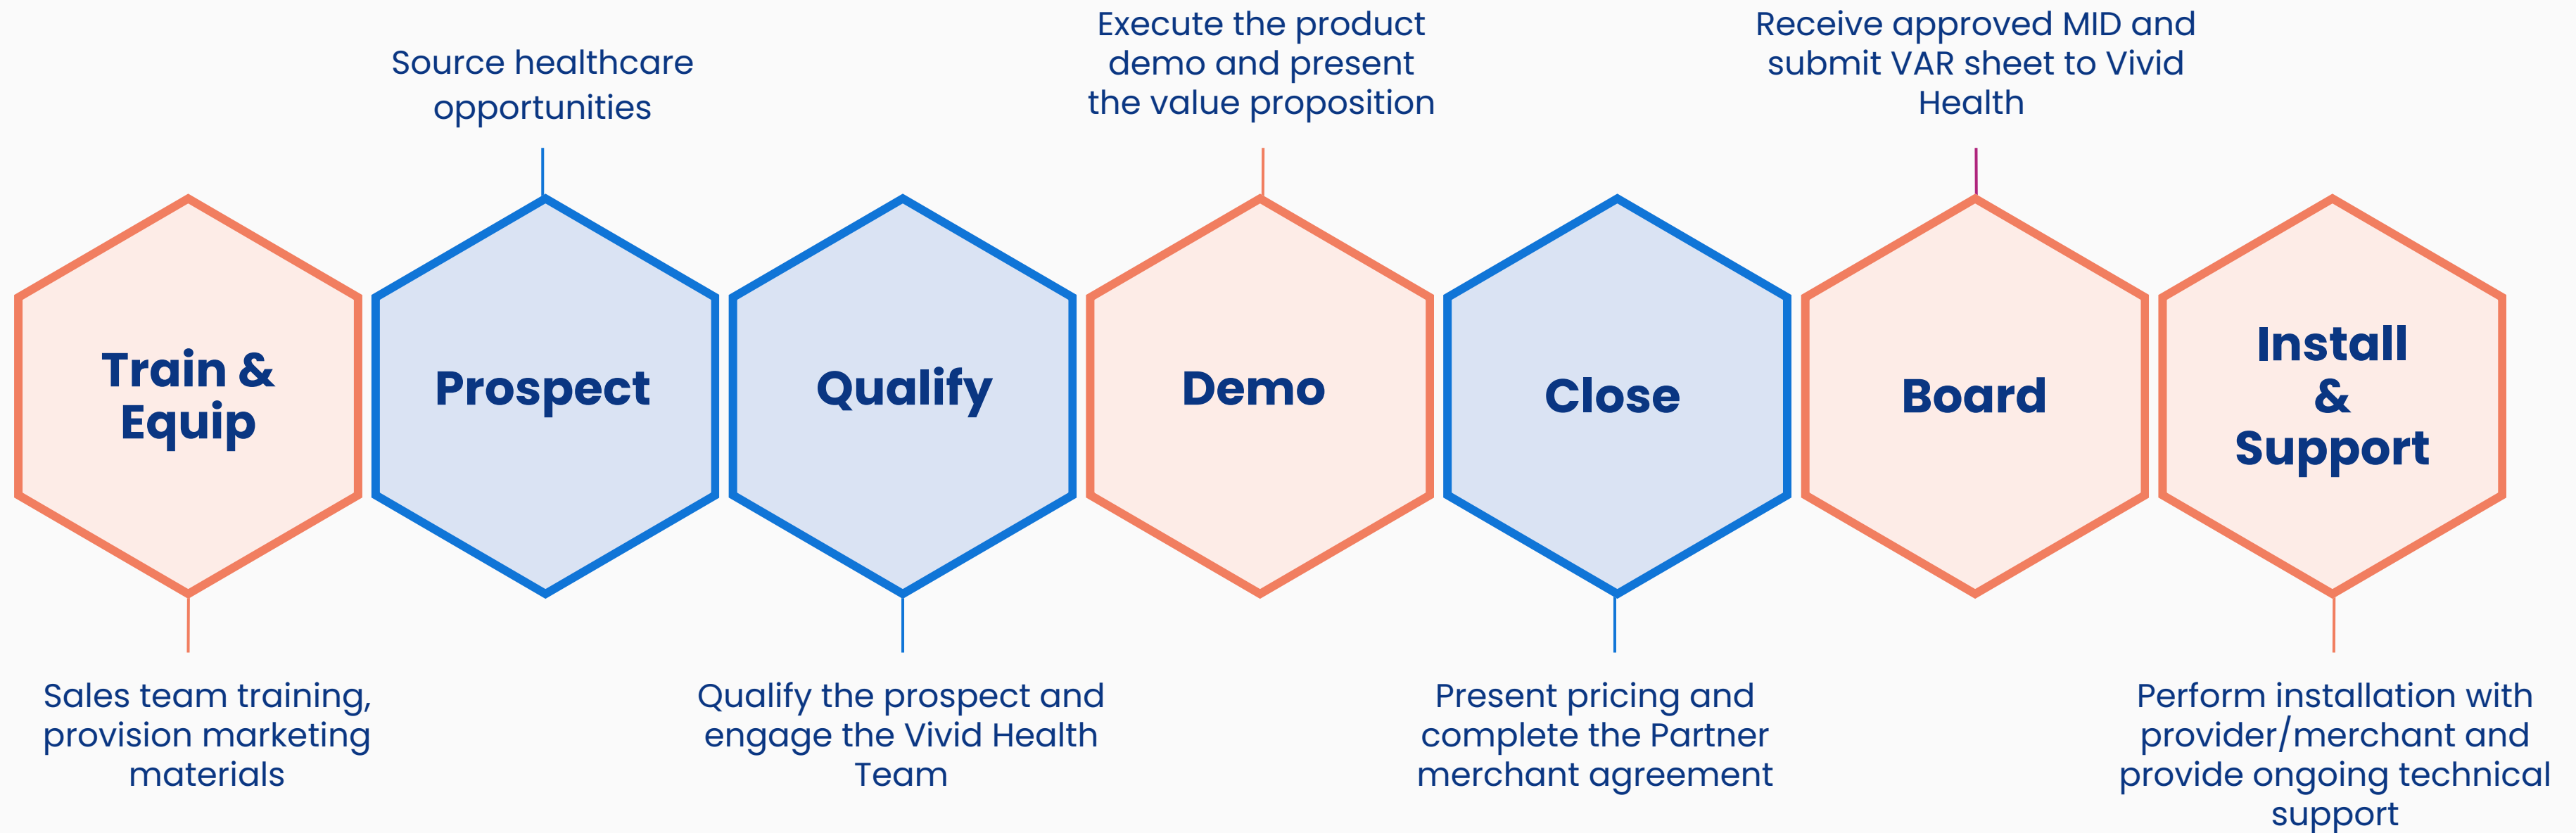 Source healthcare
opportunities
Execute the product
demo and present
the value proposition
Receive approved MID and
submit VAR sheet to Vivid
Health
Train &
Equip
Prospect
Qualify
Demo
Close
Board
Install
&
Support
Sales team training,
provision marketing
materials
Qualify the prospect and
engage the Vivid Health
Team
Present pricing and
complete the Partner
merchant agreement
Perform installation with
provider/merchant and
provide ongoing technical
support